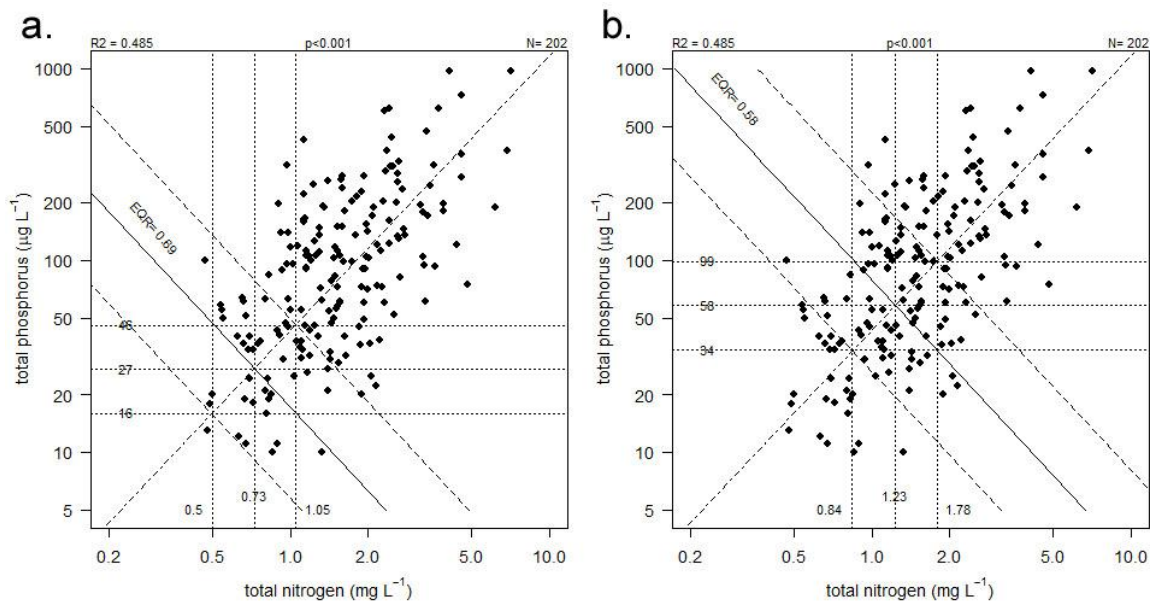 a.
R2 = 0.485 p<0.001 N= 202
1000
500
200
100
50
20
10
5
total phosphorus (µg L⁻¹)
EQR= 0.69
46
27
16
0.5
0.73
1.05
0.2 0.5 1.0 2.0 5.0 10.0
total nitrogen (mg L⁻¹)
b.
R2 = 0.485 p<0.001 N= 202
1000
500
200
100
50
20
10
5
total phosphorus (µg L⁻¹)
EQR= 0.58
99
58
34
0.84
1.23
1.78
0.2 0.5 1.0 2.0 5.0 10.0
total nitrogen (mg L⁻¹)